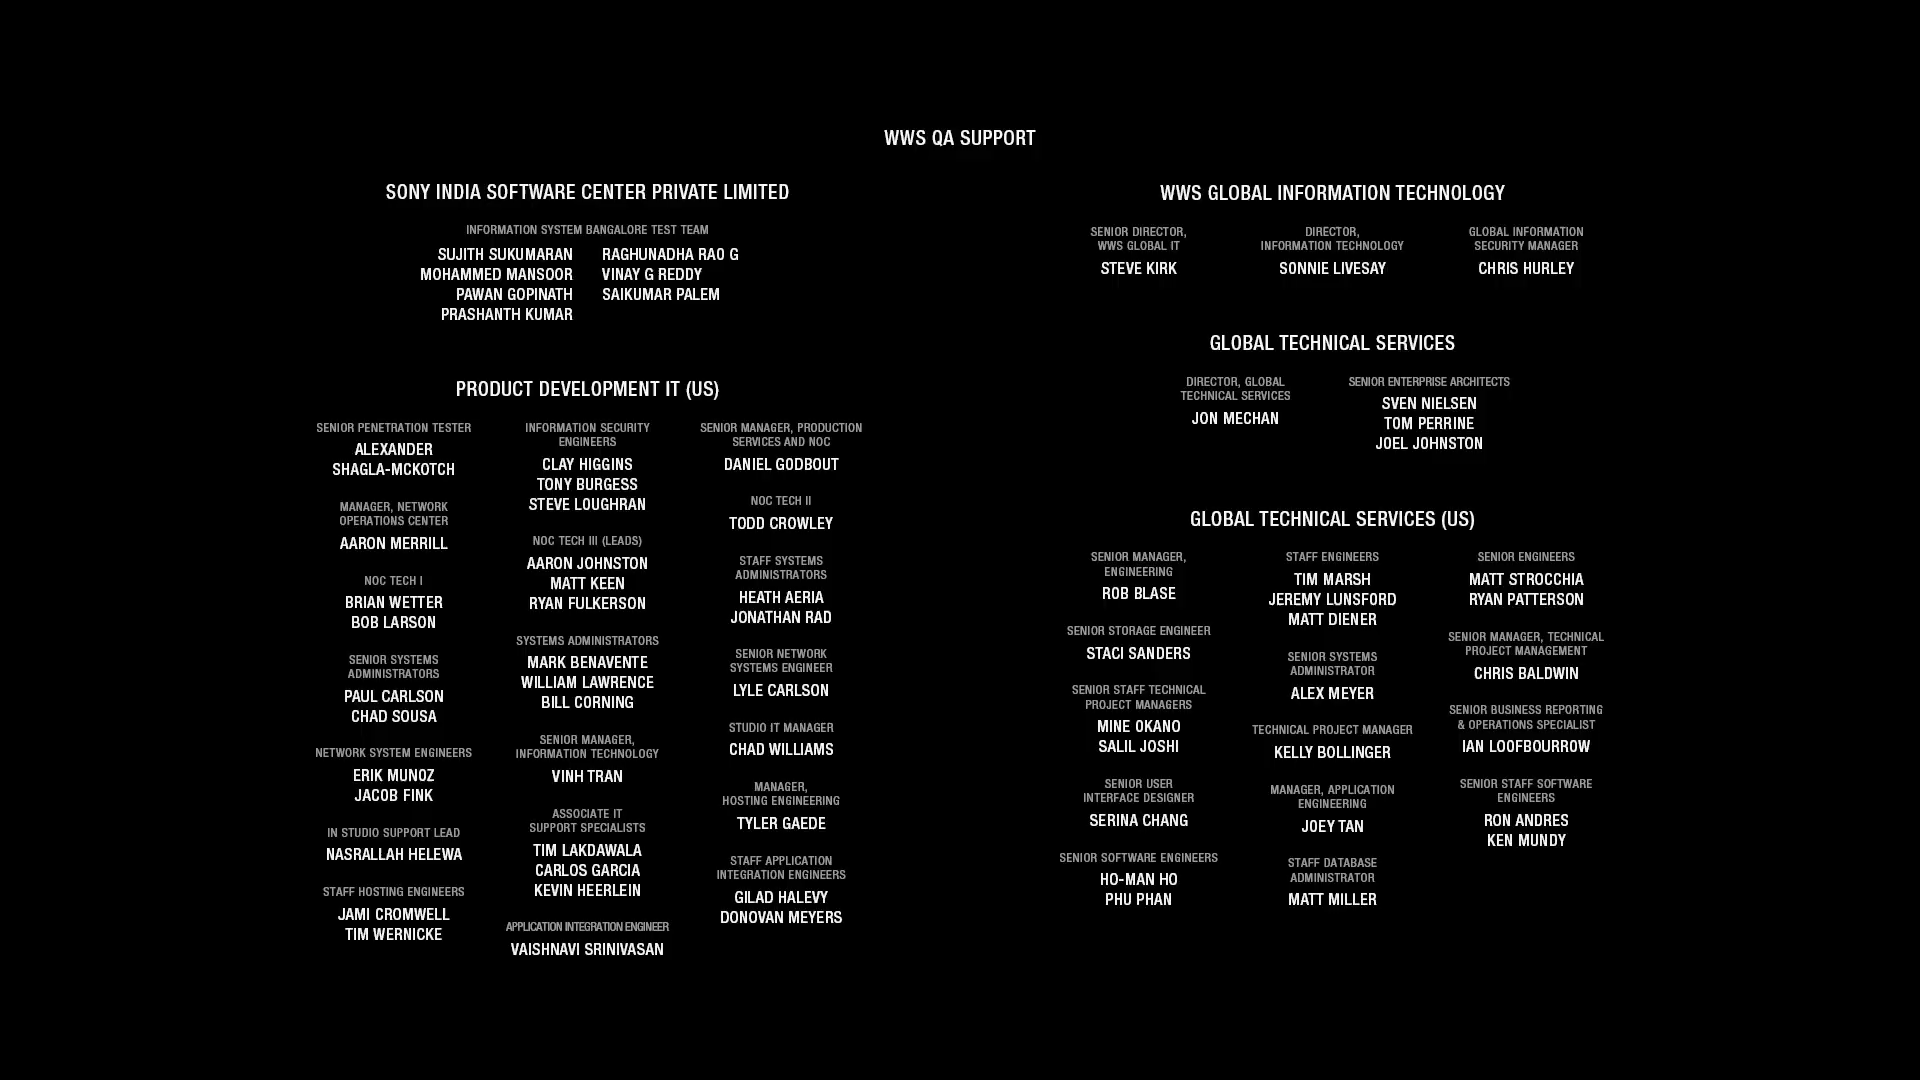 WWS QA SUPPORT
SONY INDIA SOFTWARE CENTER PRIVATE LIMITED
INFORMATION SYSTEM BANGALORE TEST TEAM
SUJITH SUKUMARAN
MOHAMMED MANSOOR
PAWAN GOPINATH
PRASHANTH KUMAR
RAGHUNADHA RAO G
VINAY G REDDY
SAIKUMAR PALEM
PRODUCT DEVELOPMENT IT (US)
SENIOR PENETRATION TESTER
ALEXANDER
SHAGLA-MCKOTCH
MANAGER, NETWORK
OPERATIONS CENTER
AARON MERRILL
NOC TECH I
BRIAN WETTER
BOB LARSON
SENIOR SYSTEMS
ADMINISTRATORS
PAUL CARLSON
CHAD SOUSA
NETWORK SYSTEM ENGINEERS
ERIK MUNOZ
JACOB FINK
IN STUDIO SUPPORT LEAD
NASRALLAH HELEWA
STAFF HOSTING ENGINEERS
JAMI CROMWELL
TIM WERNICKE
INFORMATION SECURITY
ENGINEERS
CLAY HIGGINS
TONY BURGESS
STEVE LOUGHRAN
NOC TECH III (LEADS)
AARON JOHNSTON
MATT KEEN
RYAN FULKERSON
SYSTEMS ADMINISTRATORS
MARK BENAVENTE
WILLIAM LAWRENCE
BILL CORNING
SENIOR MANAGER,
INFORMATION TECHNOLOGY
VINH TRAN
ASSOCIATE IT
SUPPORT SPECIALISTS
TIM LAKDAWALA
CARLOS GARCIA
KEVIN HEERLEIN
APPLICATION INTEGRATION ENGINEER
VAISHNAVI SRINIVASAN
SENIOR MANAGER, PRODUCTION
SERVICES AND NOC
DANIEL GODBOUT
NOC TECH II
TODD CROWLEY
STAFF SYSTEMS
ADMINISTRATORS
HEATH AERIA
JONATHAN RAD
SENIOR NETWORK
SYSTEMS ENGINEER
LYLE CARLSON
STUDIO IT MANAGER
CHAD WILLIAMS
MANAGER,
HOSTING ENGINEERING
TYLER GAEDE
STAFF APPLICATION
INTEGRATION ENGINEERS
GILAD HALEVY
DONOVAN MEYERS
WWS GLOBAL INFORMATION TECHNOLOGY
SENIOR DIRECTOR,
WWS GLOBAL IT
STEVE KIRK
DIRECTOR,
INFORMATION TECHNOLOGY
SONNIE LIVESAY
GLOBAL INFORMATION
SECURITY MANAGER
CHRIS HURLEY
GLOBAL TECHNICAL SERVICES
DIRECTOR, GLOBAL
TECHNICAL SERVICES
JON MECHAN
SENIOR ENTERPRISE ARCHITECTS
SVEN NIELSEN
TOM PERRINE
JOEL JOHNSTON
GLOBAL TECHNICAL SERVICES (US)
SENIOR MANAGER,
ENGINEERING
ROB BLASE
SENIOR STORAGE ENGINEER
STACI SANDERS
SENIOR STAFF TECHNICAL
PROJECT MANAGERS
MINE OKANO
SALIL JOSHI
SENIOR USER
INTERFACE DESIGNER
SERINA CHANG
SENIOR SOFTWARE ENGINEERS
HO-MAN HO
PHU PHAN
STAFF ENGINEERS
TIM MARSH
JEREMY LUNSFORD
MATT DIENER
SENIOR SYSTEMS
ADMINISTRATOR
ALEX MEYER
TECHNICAL PROJECT MANAGER
KELLY BOLLINGER
MANAGER, APPLICATION
ENGINEERING
JOEY TAN
STAFF DATABASE
ADMINISTRATOR
MATT MILLER
SENIOR ENGINEERS
MATT STROCCHIA
RYAN PATTERSON
SENIOR MANAGER, TECHNICAL
PROJECT MANAGEMENT
CHRIS BALDWIN
SENIOR BUSINESS REPORTING
& OPERATIONS SPECIALIST
IAN LOOFBOURROW
SENIOR STAFF SOFTWARE
ENGINEERS
RON ANDRES
KEN MUNDY